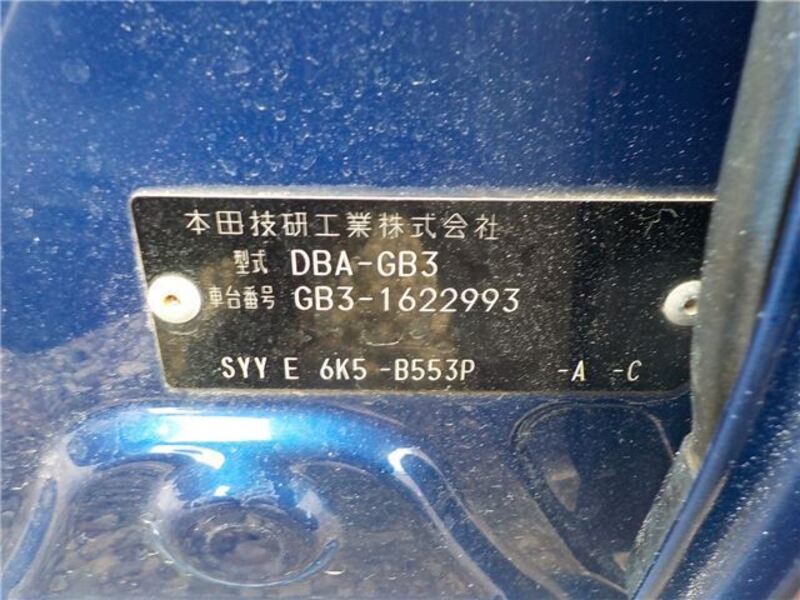 本田技研工業株式会社
型式 DBA-GB3
車台番号 GB3-1622993
SYY E 6K5 -B553P -A -C